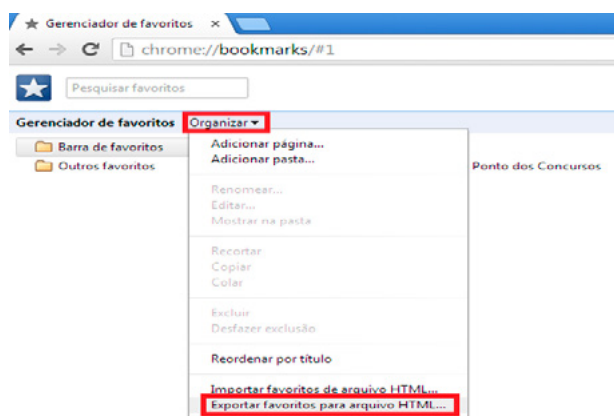 Gerenciador de favoritos
chrome://bookmarks/#1
Pesquisar favoritos
Gerenciador de favoritos Organizar
Barra de favoritos
Outros favoritos
Adicionar página...
Adicionar pasta...
Ponto dos Concursos
Renomear...
Editar...
Mostrar na pasta
Recortar
Copiar
Colar
Excluir
Desfazer exclusão
Reordenar por título
Importar favoritos de arquivo HTML...
Exportar favoritos para arquivo HTML...